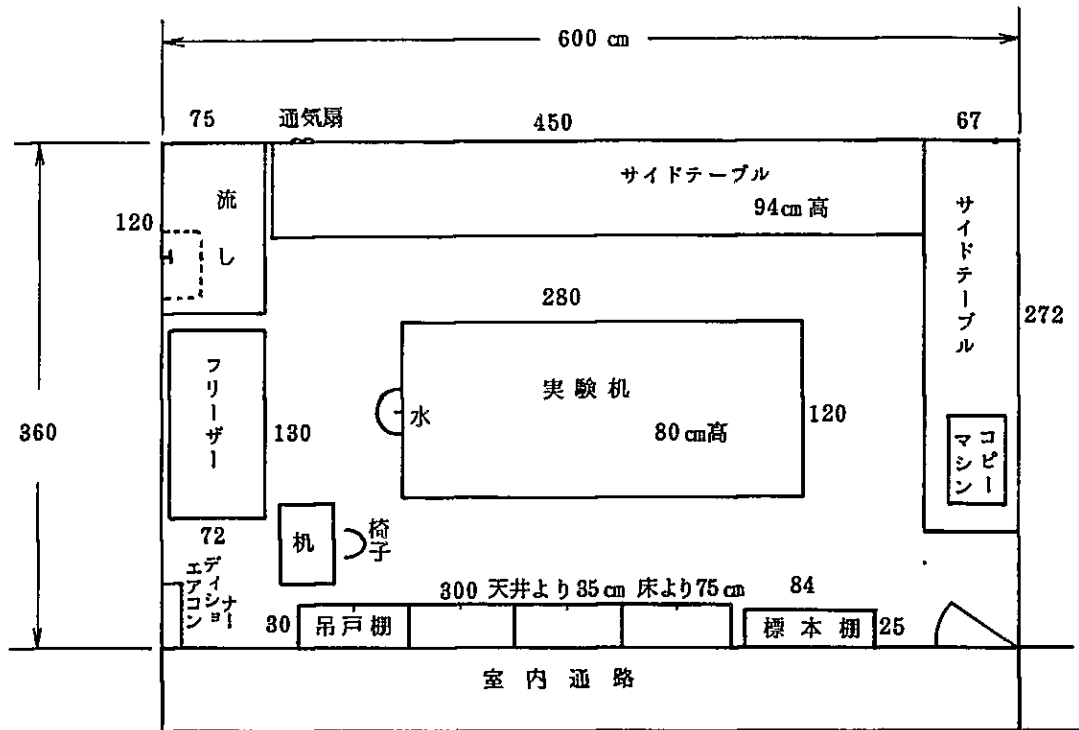 600 cm
75
通気扇
450
67
サイドテーブル
94cm高
流し
120
サイドテーブル
272
280
フリーザー
実験机
水
80cm高
120
130
360
コピーマシン
72
机
椅子
エアコンディショナー
300 天井より35cm 床より75cm
84
30
吊戸棚
標本棚
25
室内通路